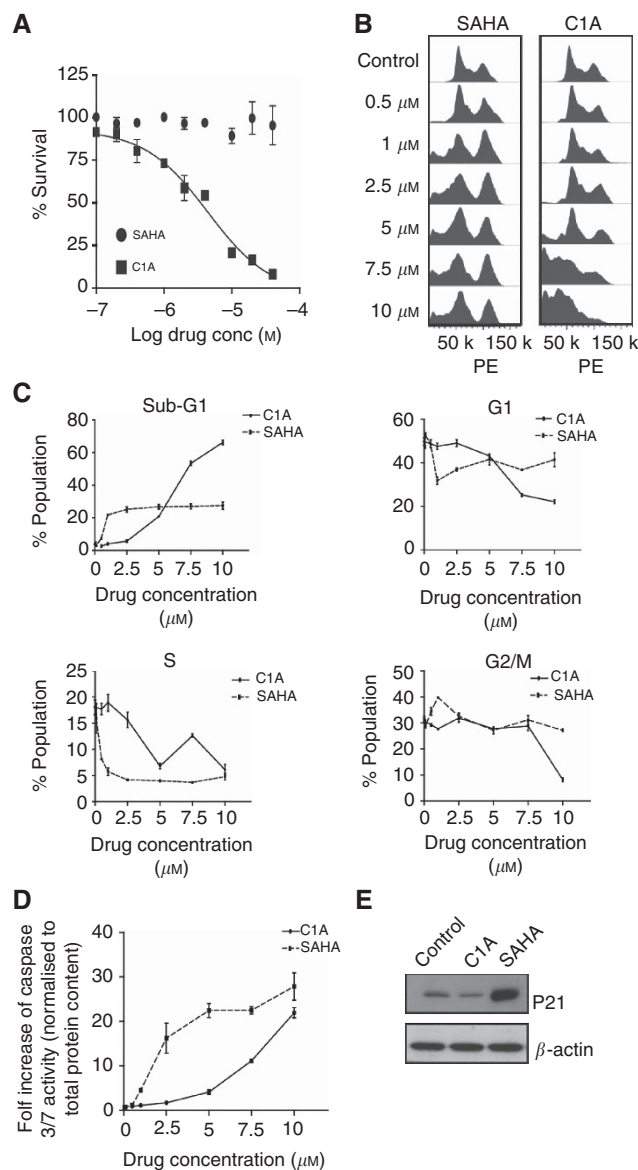 A
125
100
75
50
25
0
% Survival
SAHA
C1A
–7 –6 –5 –4
Log drug conc (M)
B
SAHA C1A
Control
0.5 μM
1 μM
2.5 μM
5 μM
7.5 μM
10 μM
50 k 150 k 50 k 150 k
PE PE
C
Sub-G1
C1A
SAHA
80
60
40
20
0
% Population
0 2.5 5 7.5 10
Drug concentration
(μM)
G1
C1A
SAHA
60
40
20
0
% Population
0 2.5 5 7.5 10
Drug concentration
(μM)
S
C1A
SAHA
25
20
15
10
5
0
% Population
0 2.5 5 7.5 10
Drug concentration
(μM)
G2/M
C1A
SAHA
50
40
30
20
10
0
% Population
0 2.5 5 7.5 10
Drug concentration
(μM)
D
C1A
SAHA
40
30
20
10
0
Folf increase of caspase
3/7 activity (normalised to
total protein content)
0 2.5 5 7.5 10
Drug concentration (μM)
E
Control C1A SAHA
P21
β-actin